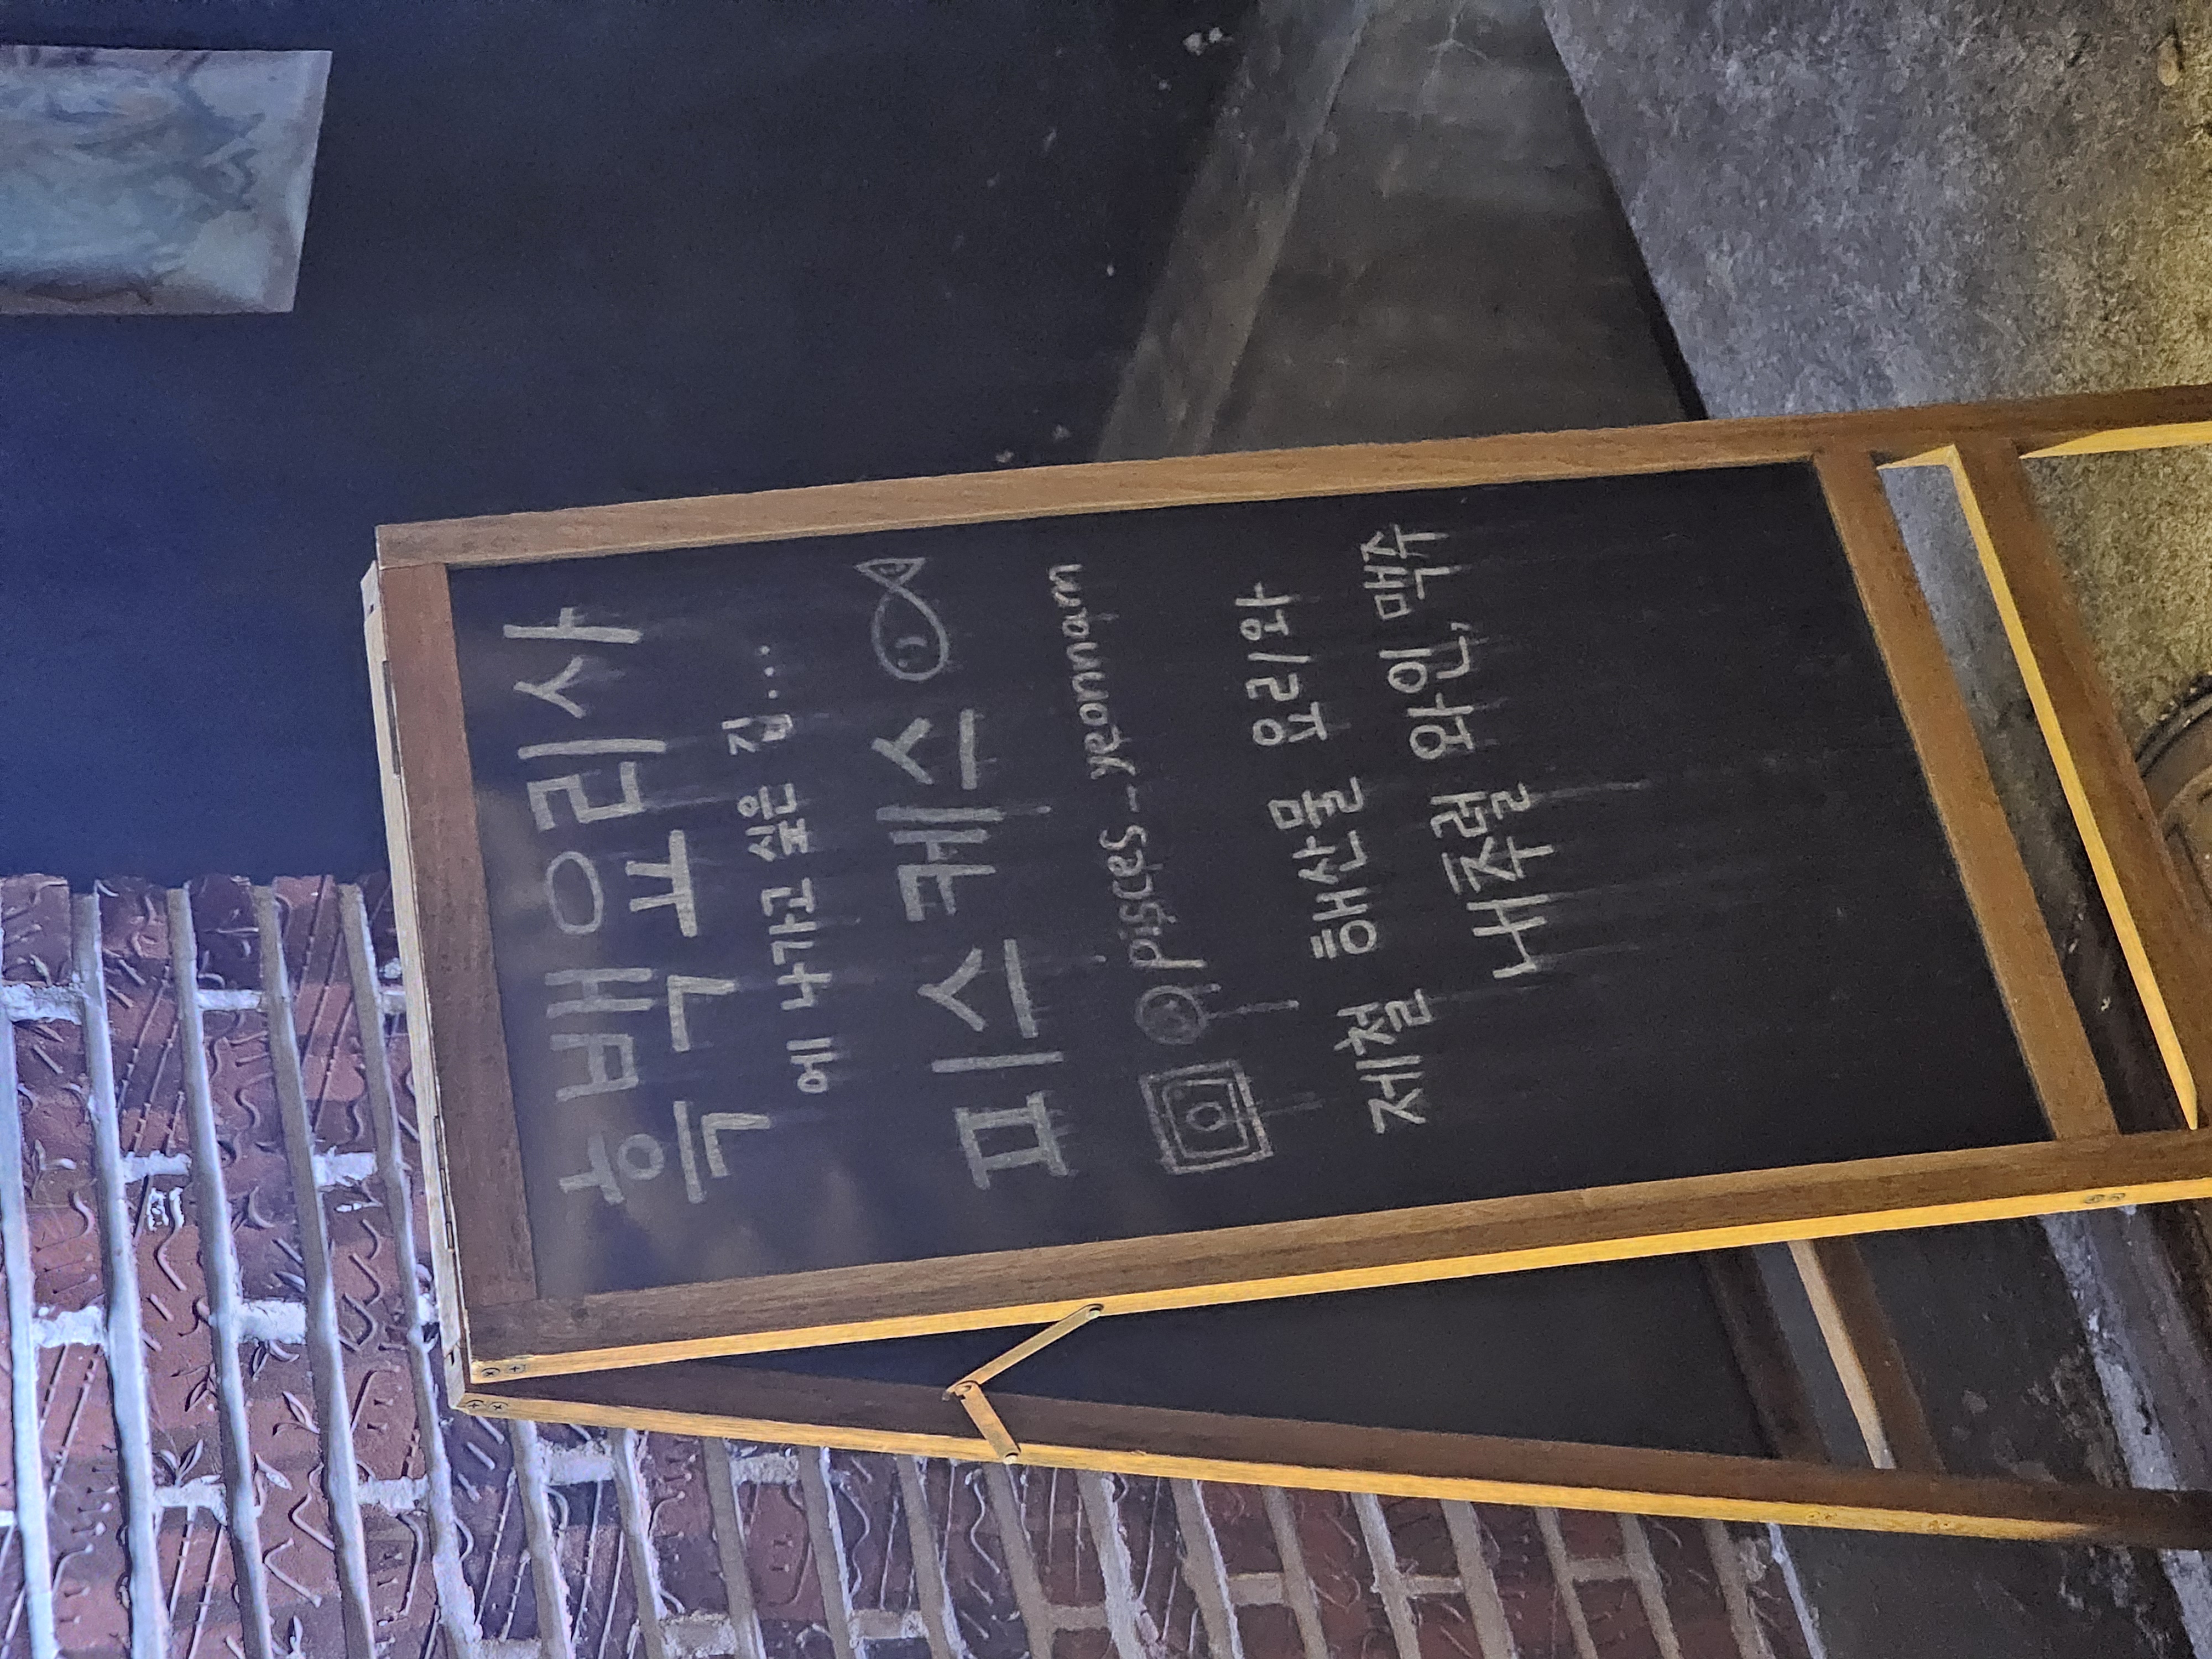 흑백요리사
에 나가고 싶은 집...
피스케스
@pisces_yeonnam
제철 해산물 요리와
내추럴 와인, 맥주